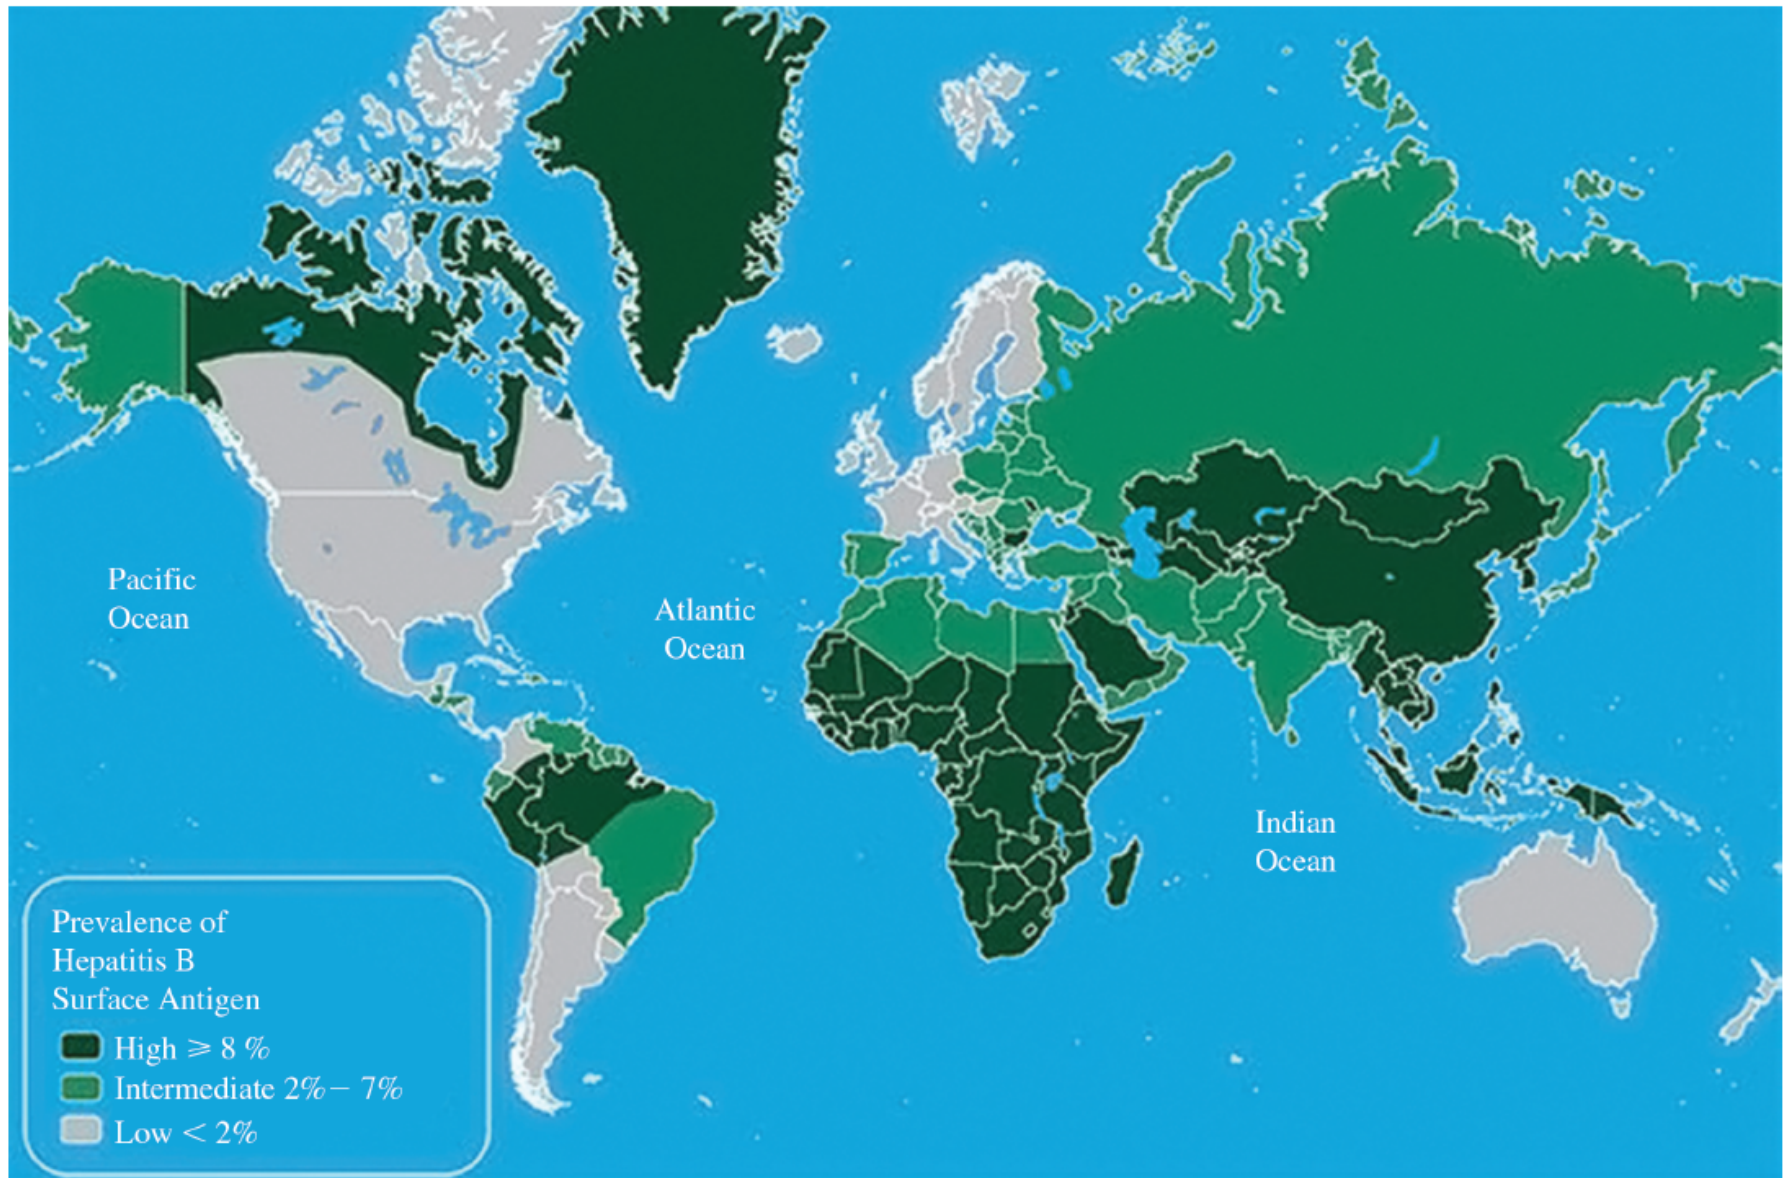 Pacific
Ocean
Atlantic
Ocean
Indian
Ocean
Prevalence of
Hepatitis B
Surface Antigen
High ⩾ 8 %
Intermediate 2%− 7%
Low < 2%